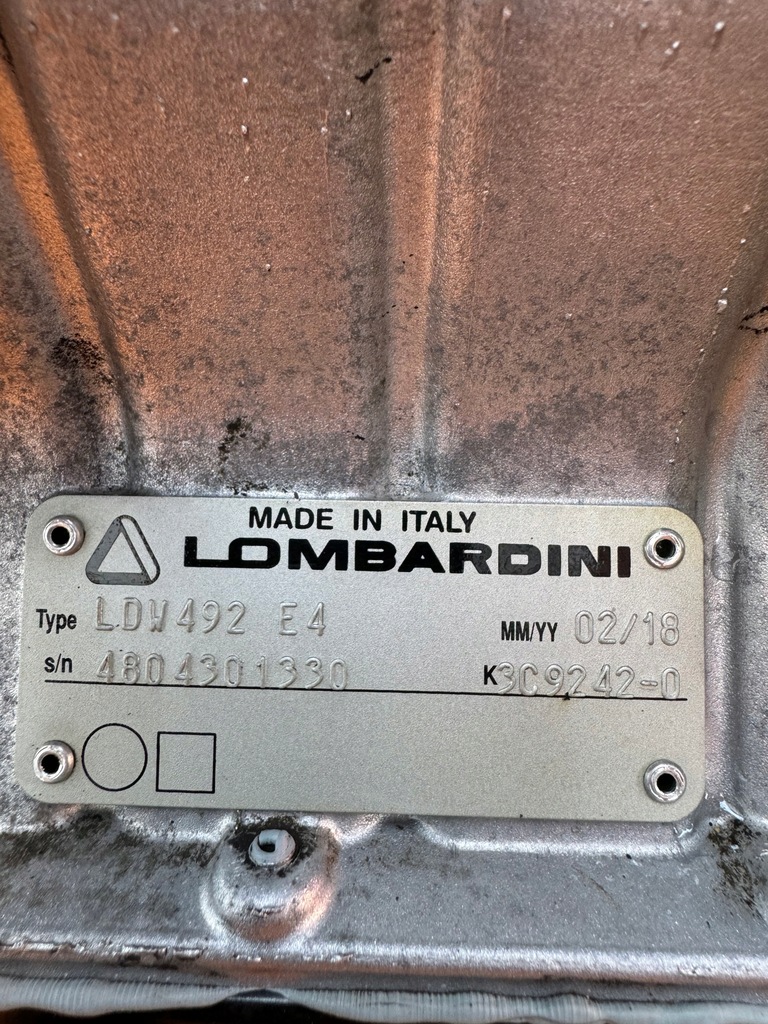 MADE IN ITALY
LOMBARDINI
Type LDW492 E4 MM/YY 02/18
s/n 4804301330 K3C9242-0